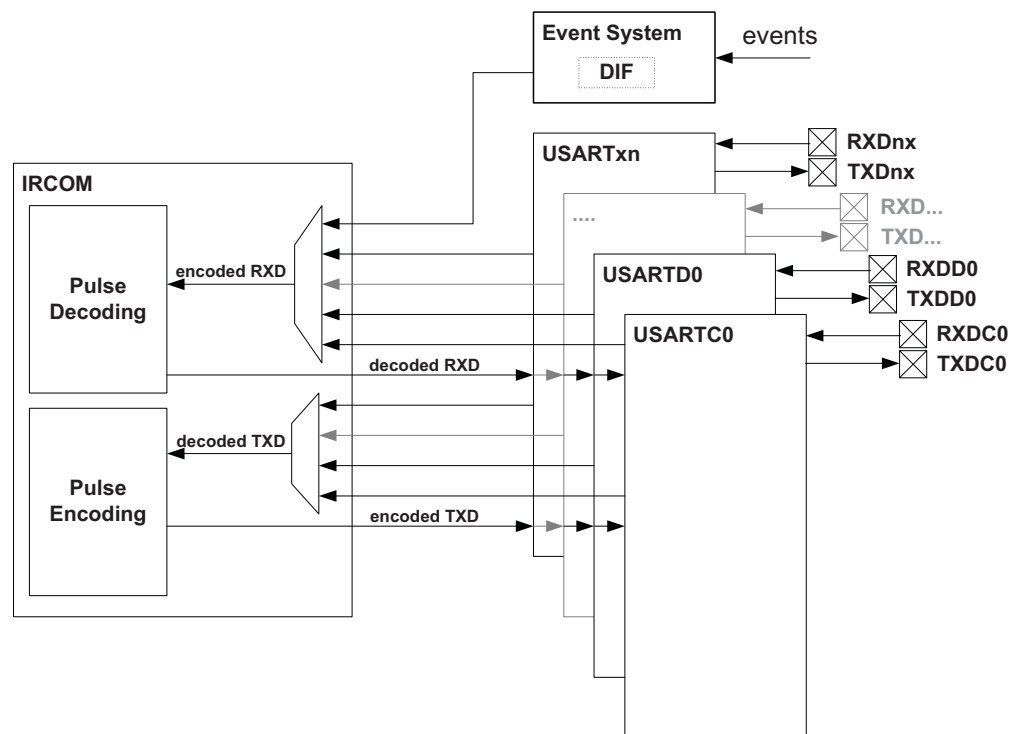 Event System
DIF
events
USARTxn
RXDnx
TXDnx
IRCOM
....
RXD...
TXD...
encoded RXD
Pulse
Decoding
USARTD0
RXDD0
TXDD0
USARTC0
RXDC0
TXDC0
decoded RXD
decoded TXD
Pulse
Encoding
encoded TXD